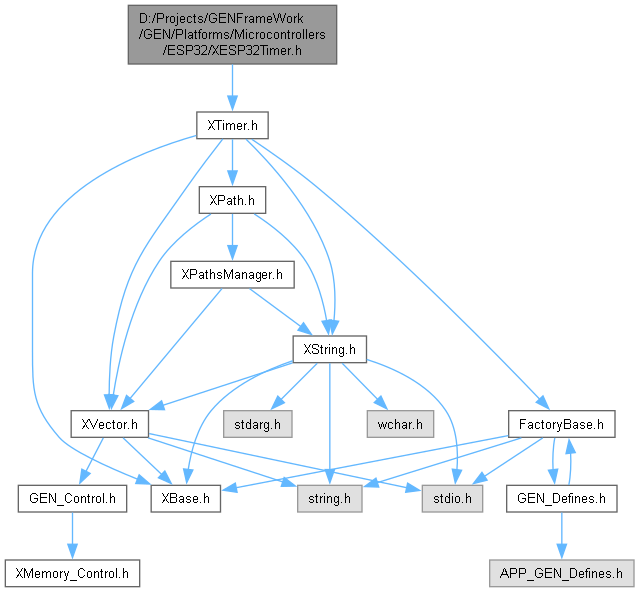 D:/Projects/GENFrameWork
/GEN/Platforms/Microcontrollers
/ESP32/XESP32Timer.h
XTimer.h
XPath.h
XPathsManager.h
XString.h
XVector.h
stdarg.h
wchar.h
FactoryBase.h
GEN_Control.h
XBase.h
string.h
stdio.h
GEN_Defines.h
XMemory_Control.h
APP_GEN_Defines.h